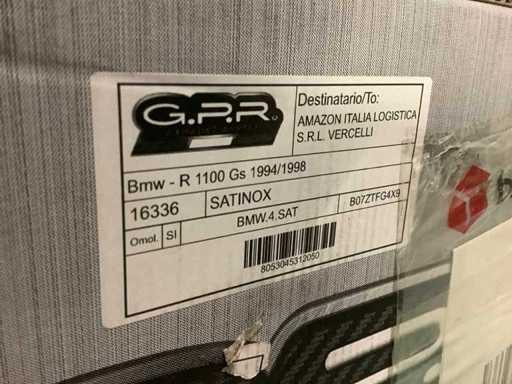 G.P.R.
Destinatario/To:
AMAZON ITALIA LOGISTICA
S.R.L. VERCELLI
Bmw - R 1100 Gs 1994/1998
16336
SATINOX
Omol.
SI
BMW.4.SAT
B07ZTFG4X9
8053045312050